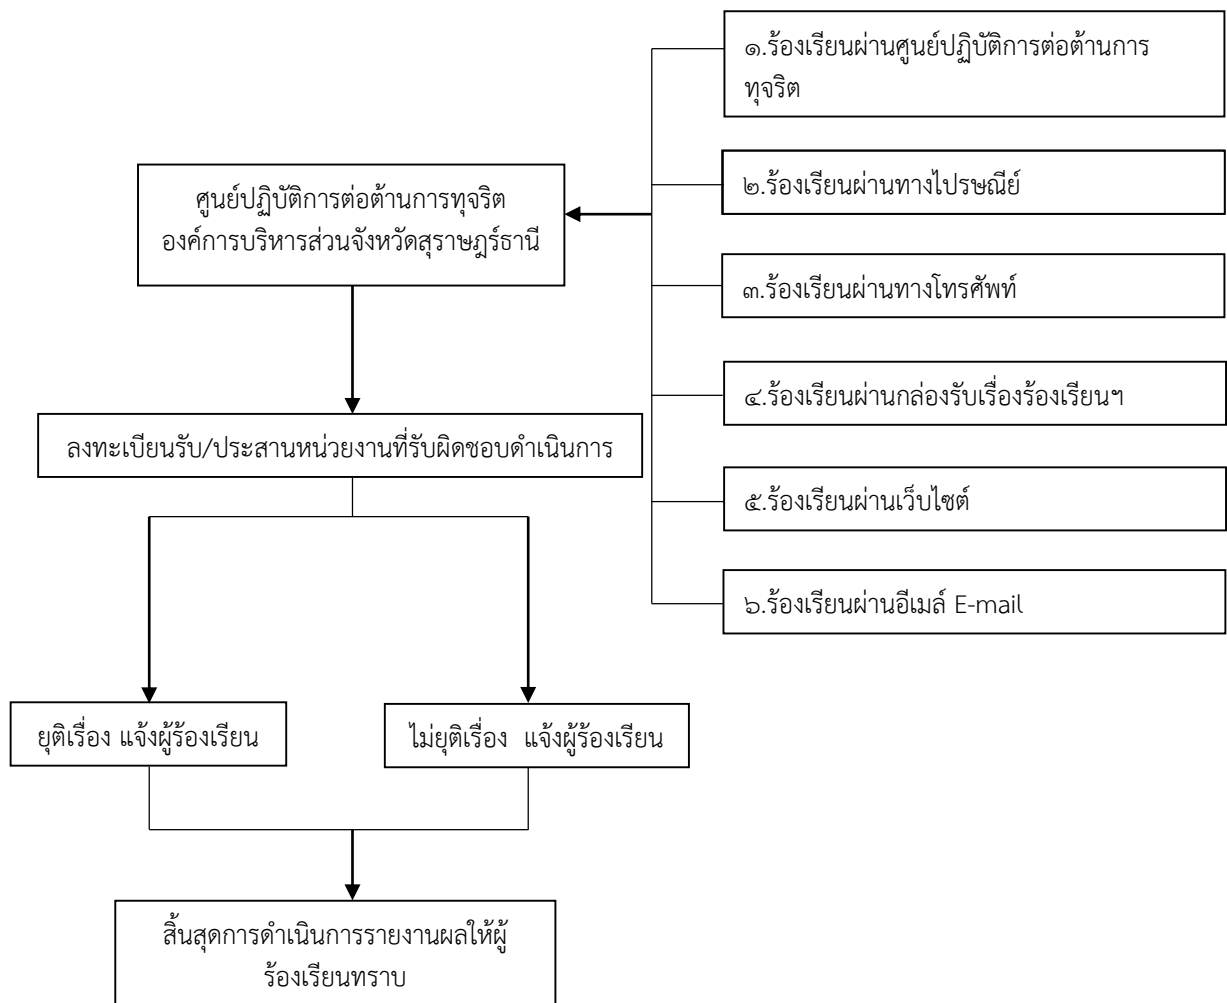 ๑.ร้องเรียนผ่านศูนย์ปฏิบัติการต่อต้านการ
ทุจริต
๒.ร้องเรียนผ่านทางไปรษณีย์
ศูนย์ปฏิบัติการต่อต้านการทุจริต
องค์การบริหารส่วนจังหวัดสุราษฎร์ธานี
๓.ร้องเรียนผ่านทางโทรศัพท์
๔.ร้องเรียนผ่านกล่องรับเรื่องร้องเรียนฯ
ลงทะเบียนรับ/ประสานหน่วยงานที่รับผิดชอบดำเนินการ
๕.ร้องเรียนผ่านเว็บไซต์
๖.ร้องเรียนผ่านอีเมล์ E-mail
ยุติเรื่อง แจ้งผู้ร้องเรียน
ไม่ยุติเรื่อง แจ้งผู้ร้องเรียน
สิ้นสุดการดำเนินการรายงานผลให้ผู้
ร้องเรียนทราบ